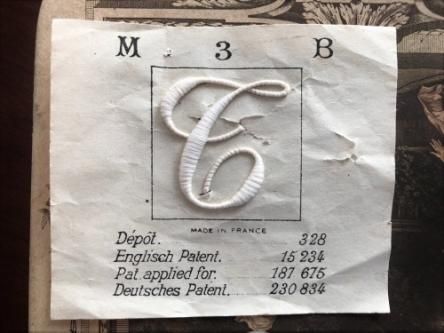 M 3 B
C
MADE IN FRANCE
Dépôt. 328
Englisch Patent. 15 234
Pat. applied for. 187 675
Deutsches Patent. 230 834